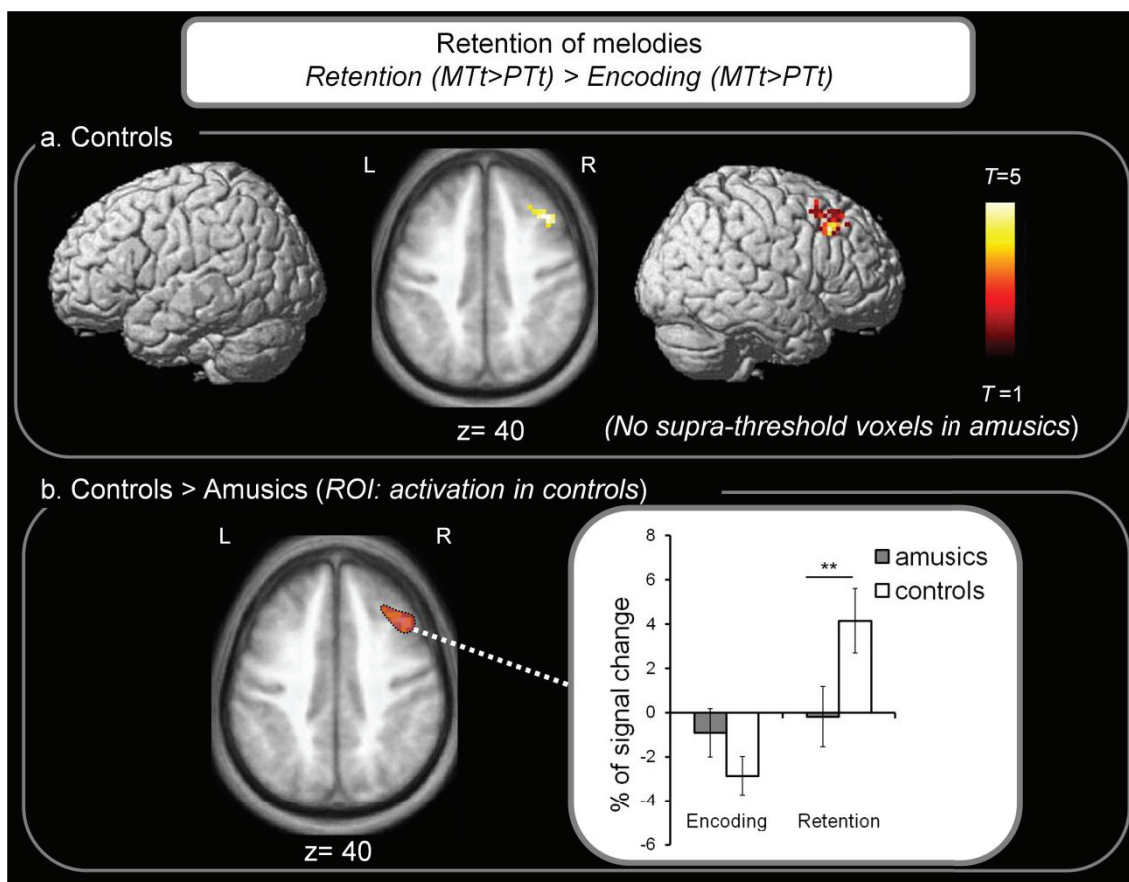 Retention of melodies
Retention (MTt>PTt) > Encoding (MTt>PTt)
a. Controls
L
R
T=5
T =1
z= 40
(No supra-threshold voxels in amusics)
b. Controls > Amusics (ROI: activation in controls)
L
R
z= 40
% of signal change
8
6
4
2
0
-2
-4
-6
**
amusics
controls
Encoding
Retention